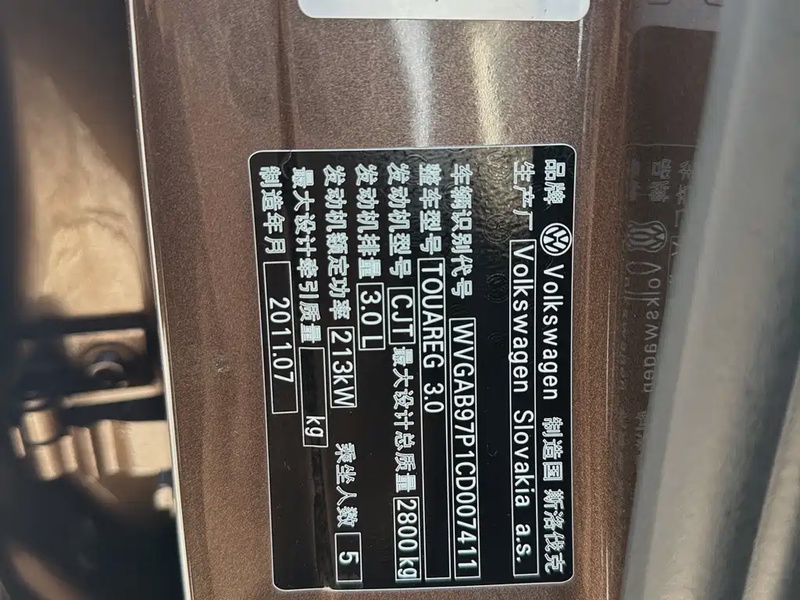 品牌 Volkswagen 制造国 斯洛伐克
生产厂 Volkswagen Slovakia a.s.
车辆识别代号 WVGAB97P1CD007411
整车型号 TOUAREG 3.0
发动机型号 CJT 最大设计总质量 2800 kg
发动机排量 3.0 L
发动机额定功率 213kW 乘坐人数 5
最大设计牵引质量 kg
制造年月 2011.07